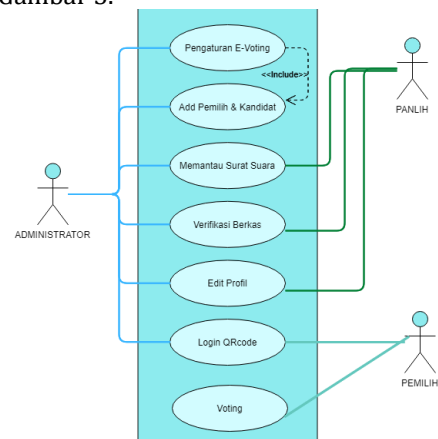 Gambar 3.
Pengaturan E-Voting
<<Include>>
Add Pemilih & Kandidat
PANLIH
Memantau Surat Suara
ADMINISTRATOR
Verifikasi Berkas
Edit Profil
Login QRcode
PEMILIH
Voting